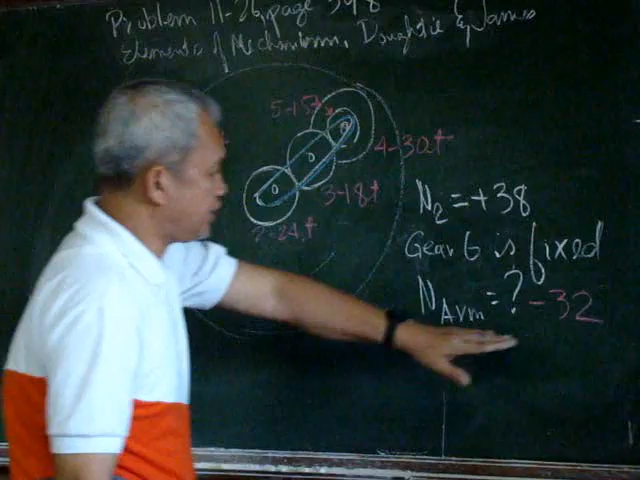 Problem 11-26, page 398
Elements of Mechanism, Doughtie & James
5-15t
4-30t
3-18t
2-24t
N2 = +38
Gear 6 is fixed
NArm = ? -32